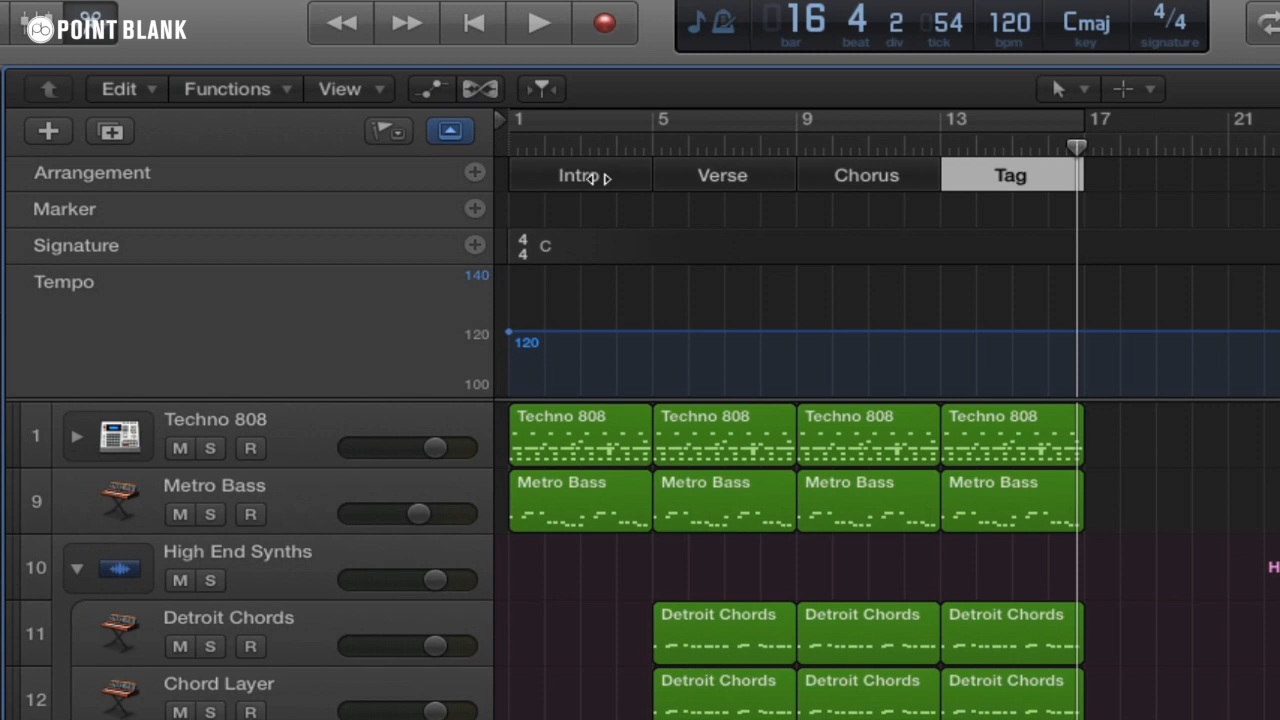 POINT BLANK
16 4 2 54 120 Cmaj 4/4
bar beat div tick bpm key signature
Edit Functions View
1 5 9 13 17 21
Arrangement Intro Verse Chorus Tag
Marker
Signature 4/4 C
Tempo 140
120 120
100
1 Techno 808 Techno 808 Techno 808 Techno 808 Techno 808
M S R
9 Metro Bass Metro Bass Metro Bass Metro Bass Metro Bass
M S R
10 High End Synths H
M S
11 Detroit Chords Detroit Chords Detroit Chords Detroit Chords
M S R
12 Chord Layer Detroit Chords Detroit Chords Detroit Chords
M S R